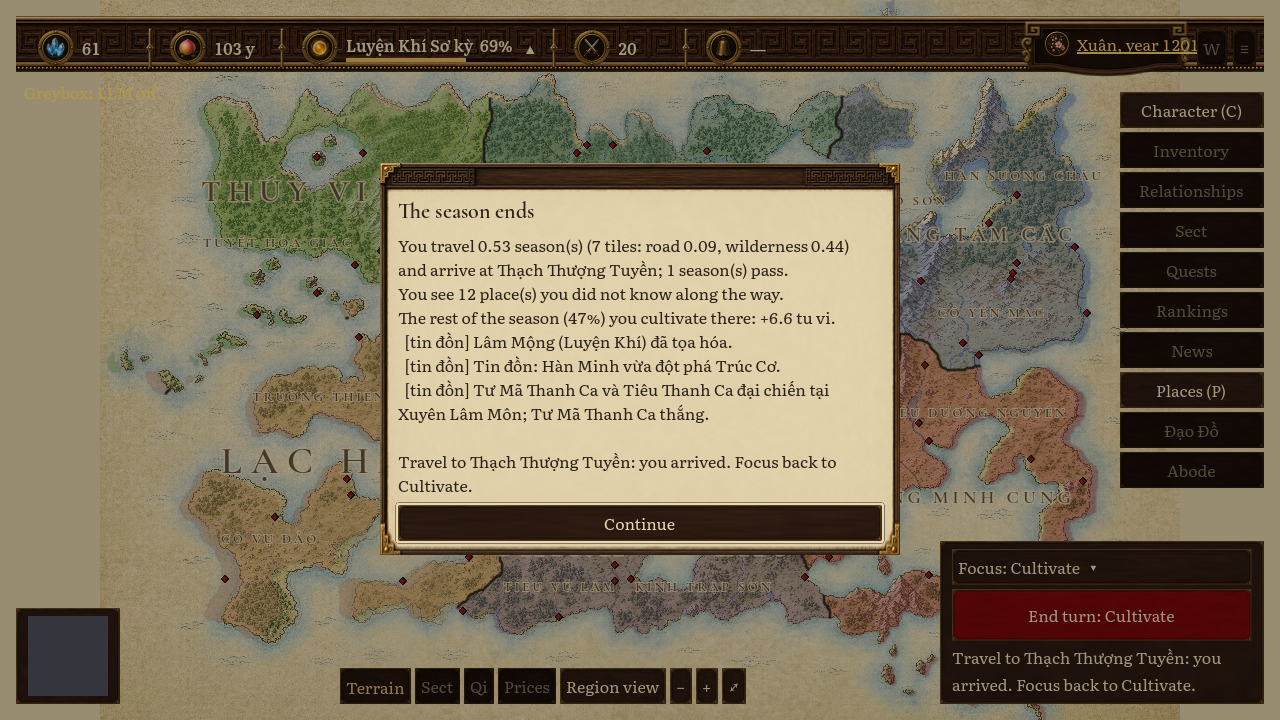 61
103 y
Luyện Khí Sơ kỳ 69% ▲
20
—
Xuân, year 1201
W
≡
Greybox: LLM off
Character (C)
Inventory
Relationships
Sect
Quests
Rankings
News
Places (P)
Đạo Đồ
Abode
THÚY VI
TUYẾT HOA GIÁC
HÀN SƯƠNG CHÂU
SƠN
NG TÂM CÁC
CÔ YẾN MẠC
TRƯỜNG THIÊN
ÊU DƯƠNG NGUYÊN
LẠC H
NG MINH CUNG
CÔ VU ĐẢO
TIÊU VŨ LÂM
KINH TRẬP SƠN
The season ends
You travel 0.53 season(s) (7 tiles: road 0.09, wilderness 0.44)
and arrive at Thạch Thượng Tuyền; 1 season(s) pass.
You see 12 place(s) you did not know along the way.
The rest of the season (47%) you cultivate there: +6.6 tu vi.
[tin đồn] Lâm Mộng (Luyện Khí) đã tọa hóa.
[tin đồn] Tin đồn: Hàn Minh vừa đột phá Trúc Cơ.
[tin đồn] Tư Mã Thanh Ca và Tiêu Thanh Ca đại chiến tại
Xuyên Lâm Môn; Tư Mã Thanh Ca thắng.
Travel to Thạch Thượng Tuyền: you arrived. Focus back to
Cultivate.
Continue
Focus: Cultivate ▾
End turn: Cultivate
Travel to Thạch Thượng Tuyền: you
arrived. Focus back to Cultivate.
Terrain
Sect
Qi
Prices
Region view
−
+
⤢